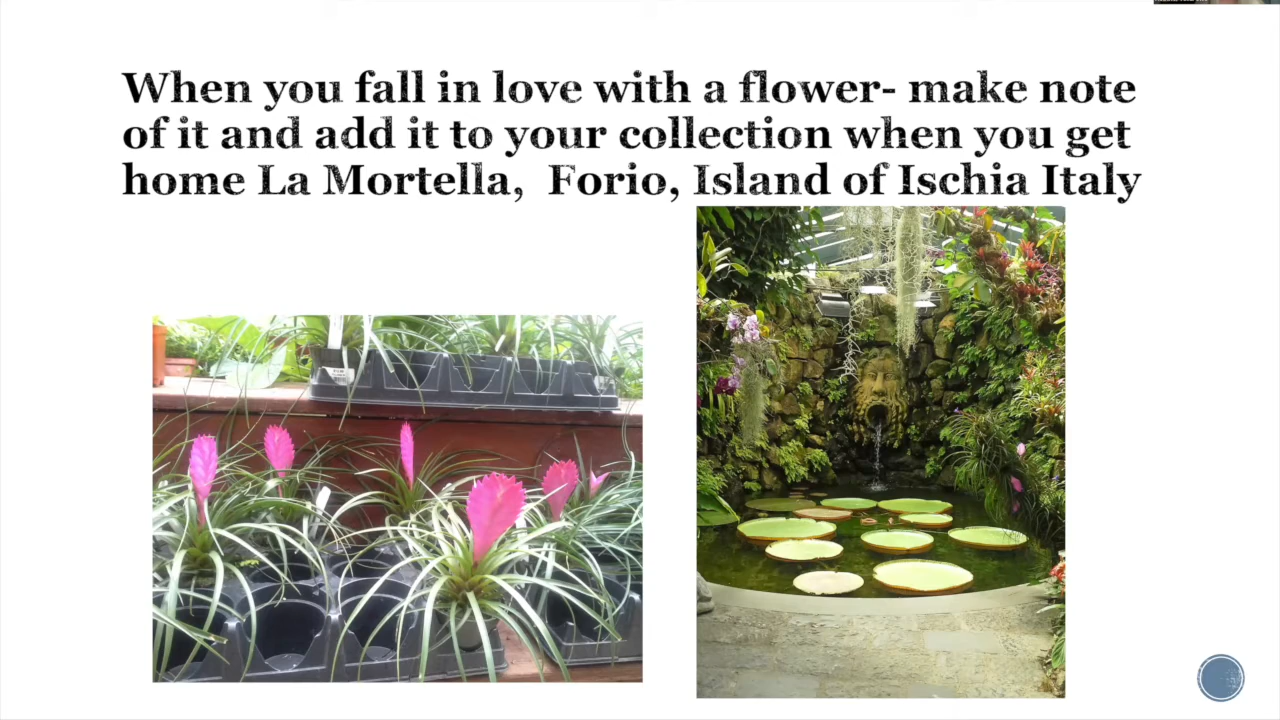 When you fall in love with a flower- make note
of it and add it to your collection when you get
home La Mortella,  Forio, Island of Ischia Italy